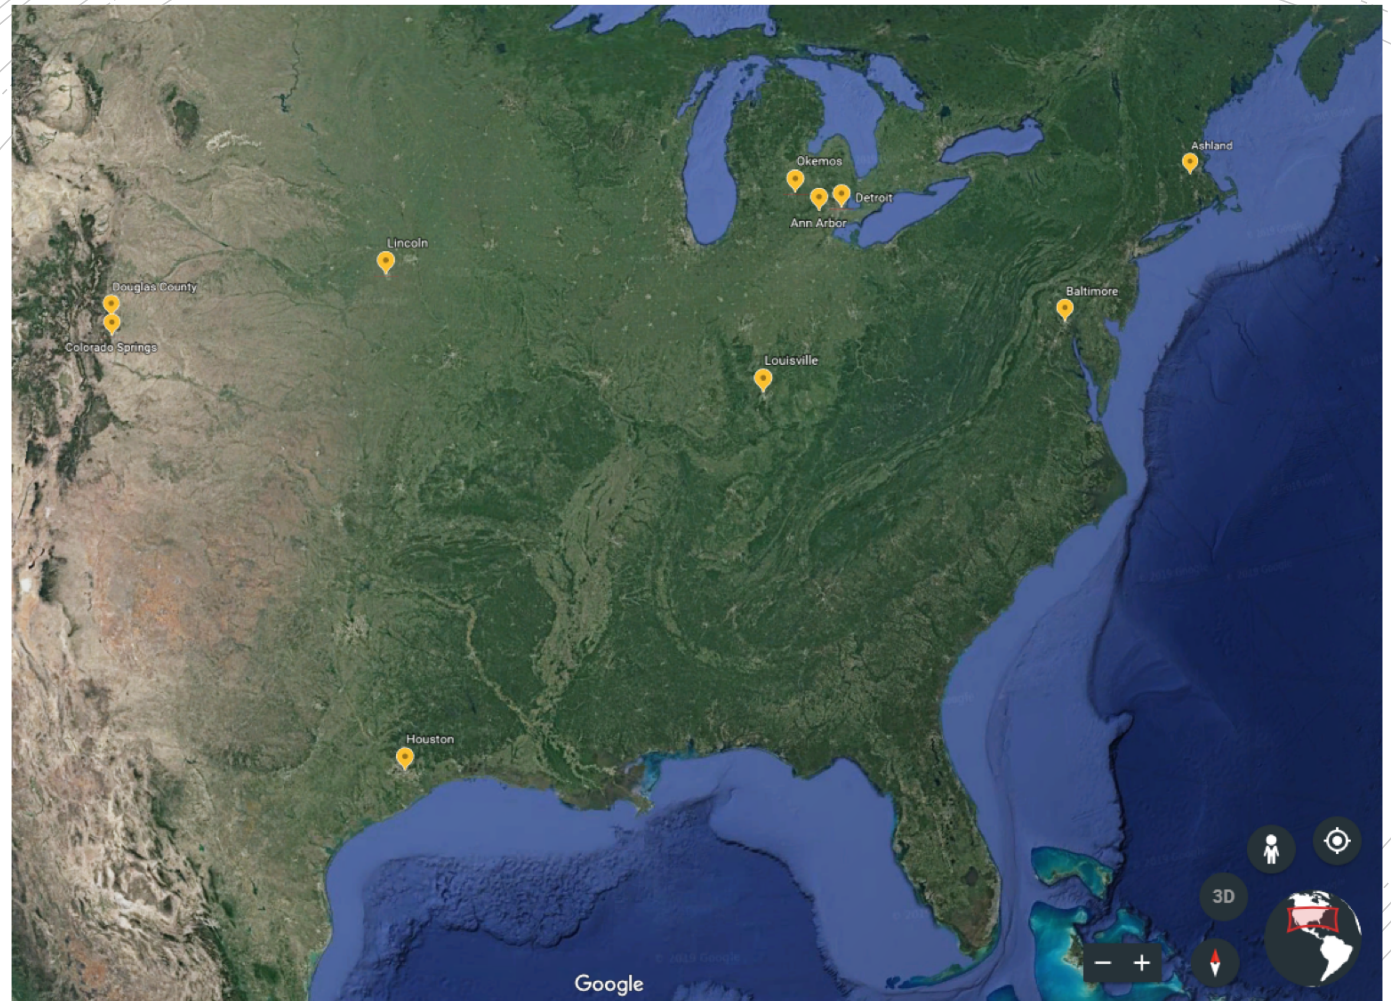 Ashland
Okemos
Detroit
Ann Arbor
Lincoln
Douglas County
Baltimore
Colorado Springs
Louisville
Houston
3D
Google